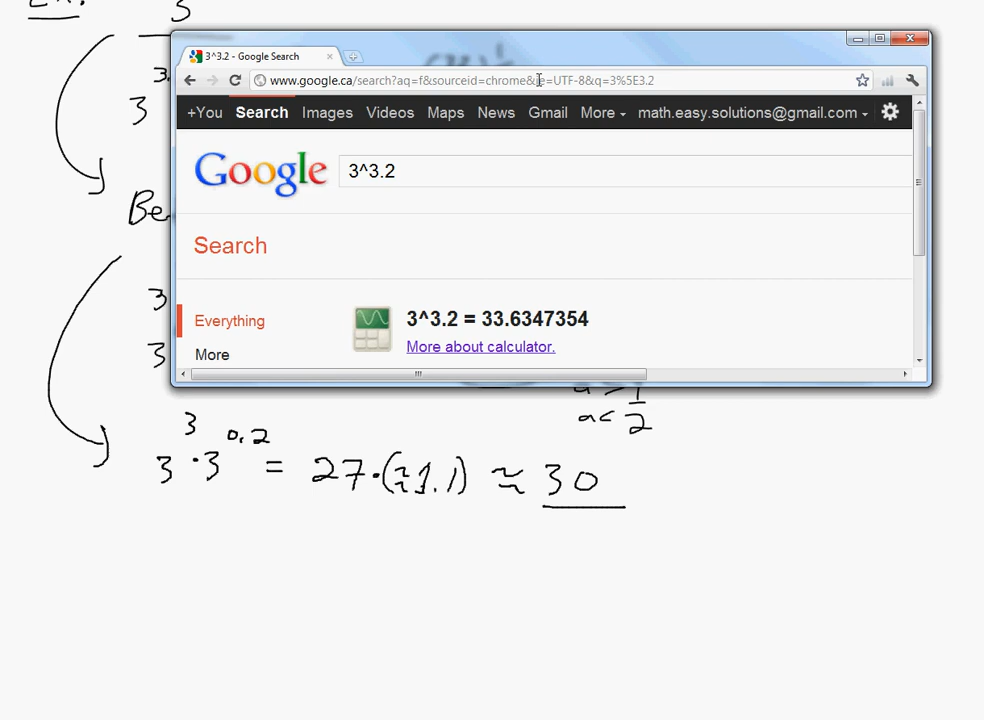 Ex.
3
3^3.2 - Google Search
www.google.ca/search?aq=f&sourceid=chrome&ie=UTF-8&q=3%5E3.2
3
+You Search Images Videos Maps News Gmail More math.easy.solutions@gmail.com
Google 3^3.2
Be
Search
3
Everything
3^3.2 = 33.6347354
More about calculator.
More
3
a < 1/2
3^3 · 3^0.2 = 27·(≈1.1) ≈ 30